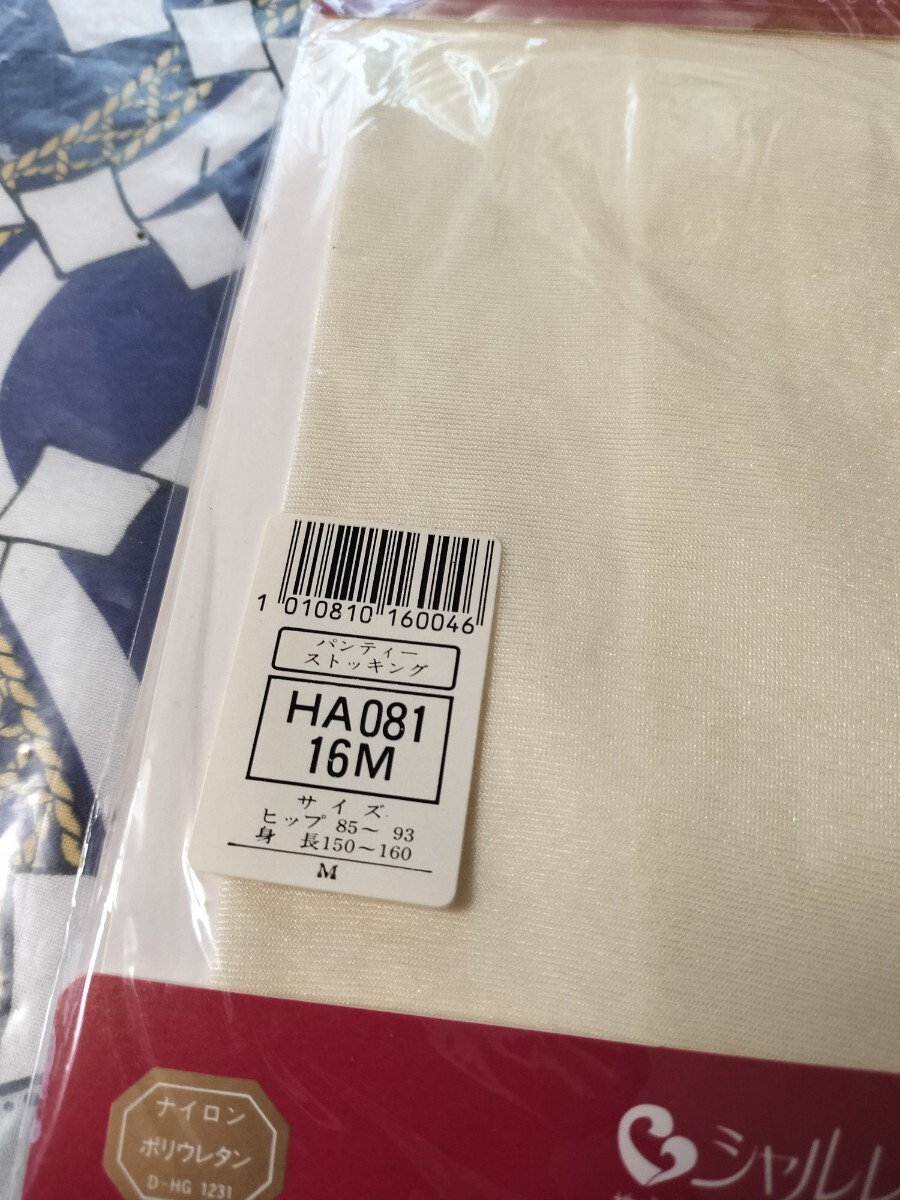 1 010810 160046
パンティー
ストッキング
HA081
16M
サイズ
ヒップ 85〜 93
身 長150〜160
M
ナイロン
ポリウレタン
D-HG 1231
シャルレ